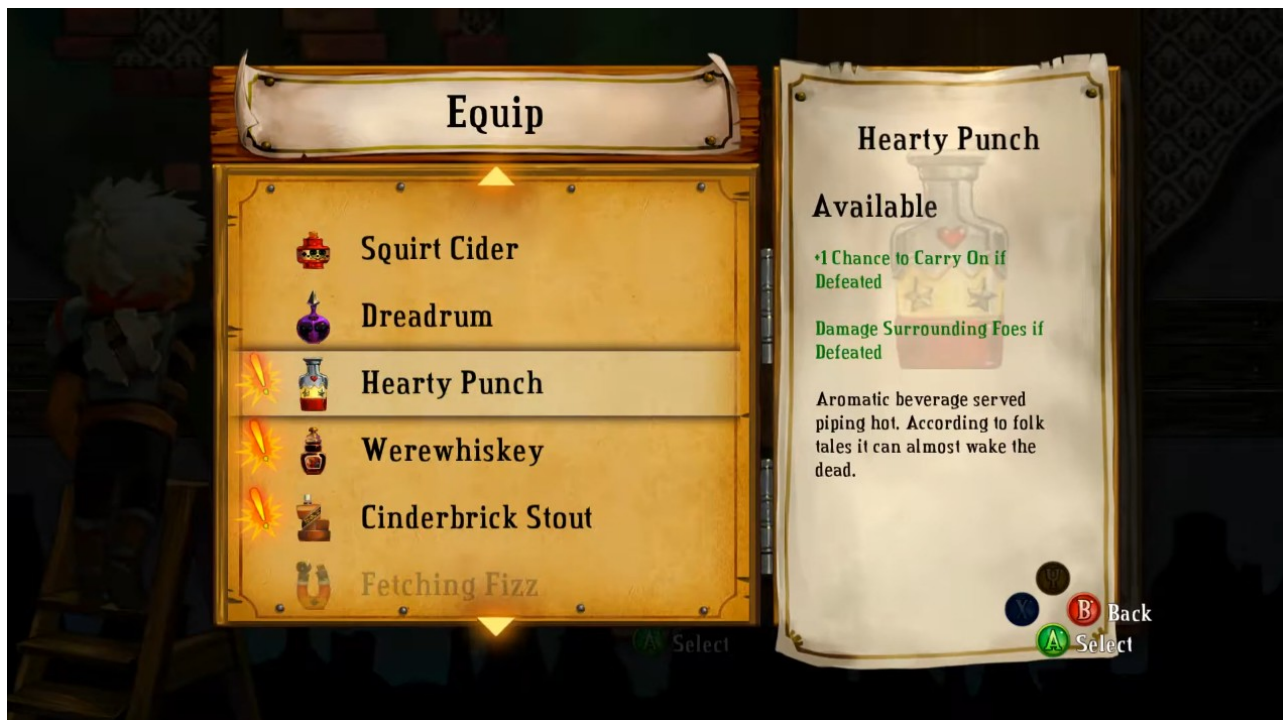 Equip
Squirt Cider
Dreadrum
Hearty Punch
Werewhiskey
Cinderbrick Stout
Fetching Fizz
A Select
Hearty Punch
Available
+1 Chance to Carry On if
Defeated
Damage Surrounding Foes if
Defeated
Aromatic beverage served
piping hot. According to folk
tales it can almost wake the
dead.
Y
X
B Back
A Select